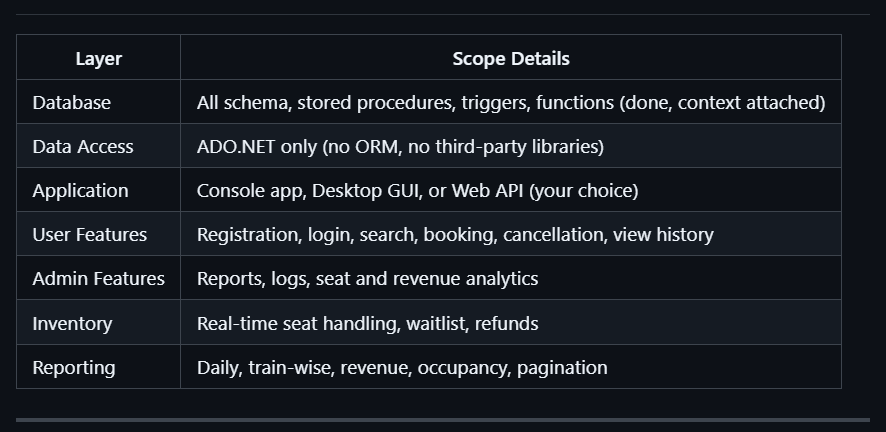 Layer Scope Details
Database All schema, stored procedures, triggers, functions (done, context attached)
Data Access ADO.NET only (no ORM, no third-party libraries)
Application Console app, Desktop GUI, or Web API (your choice)
User Features Registration, login, search, booking, cancellation, view history
Admin Features Reports, logs, seat and revenue analytics
Inventory Real-time seat handling, waitlist, refunds
Reporting Daily, train-wise, revenue, occupancy, pagination